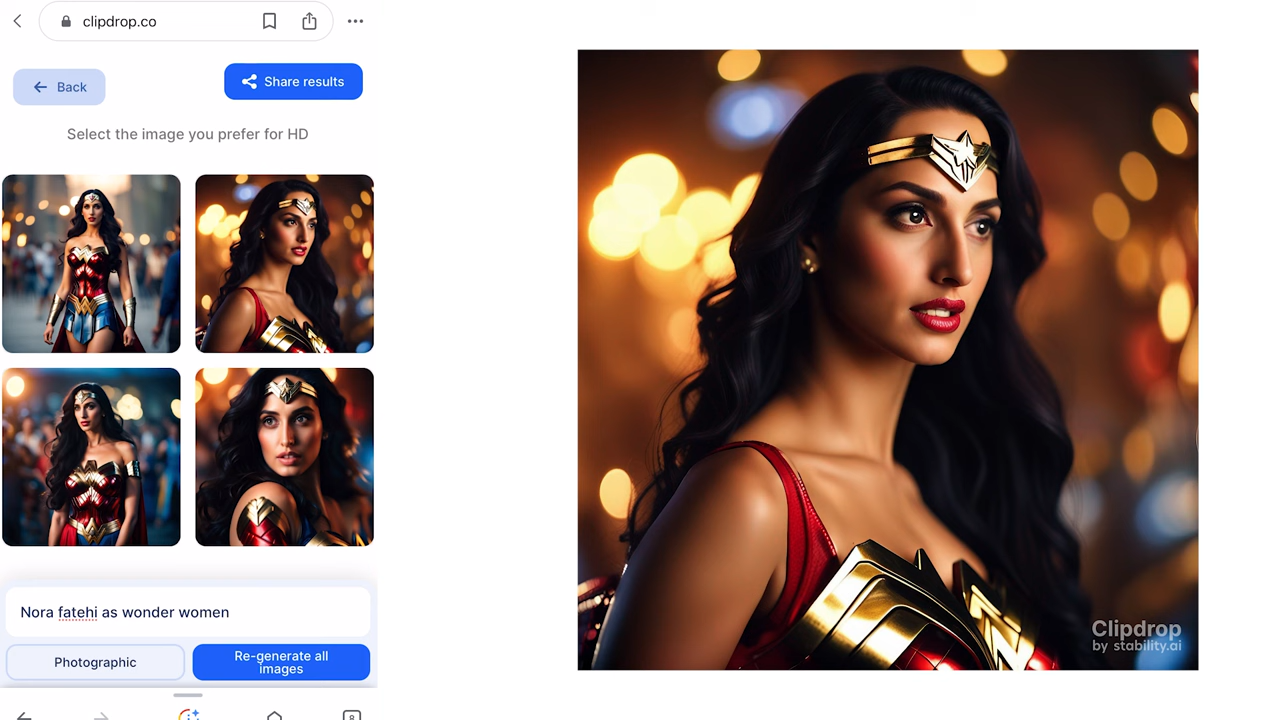 clipdrop.co
Back
Share results
Select the image you prefer for HD
Nora fatehi as wonder women
Photographic
Re-generate all
images
8
Clipdrop
by stability.ai